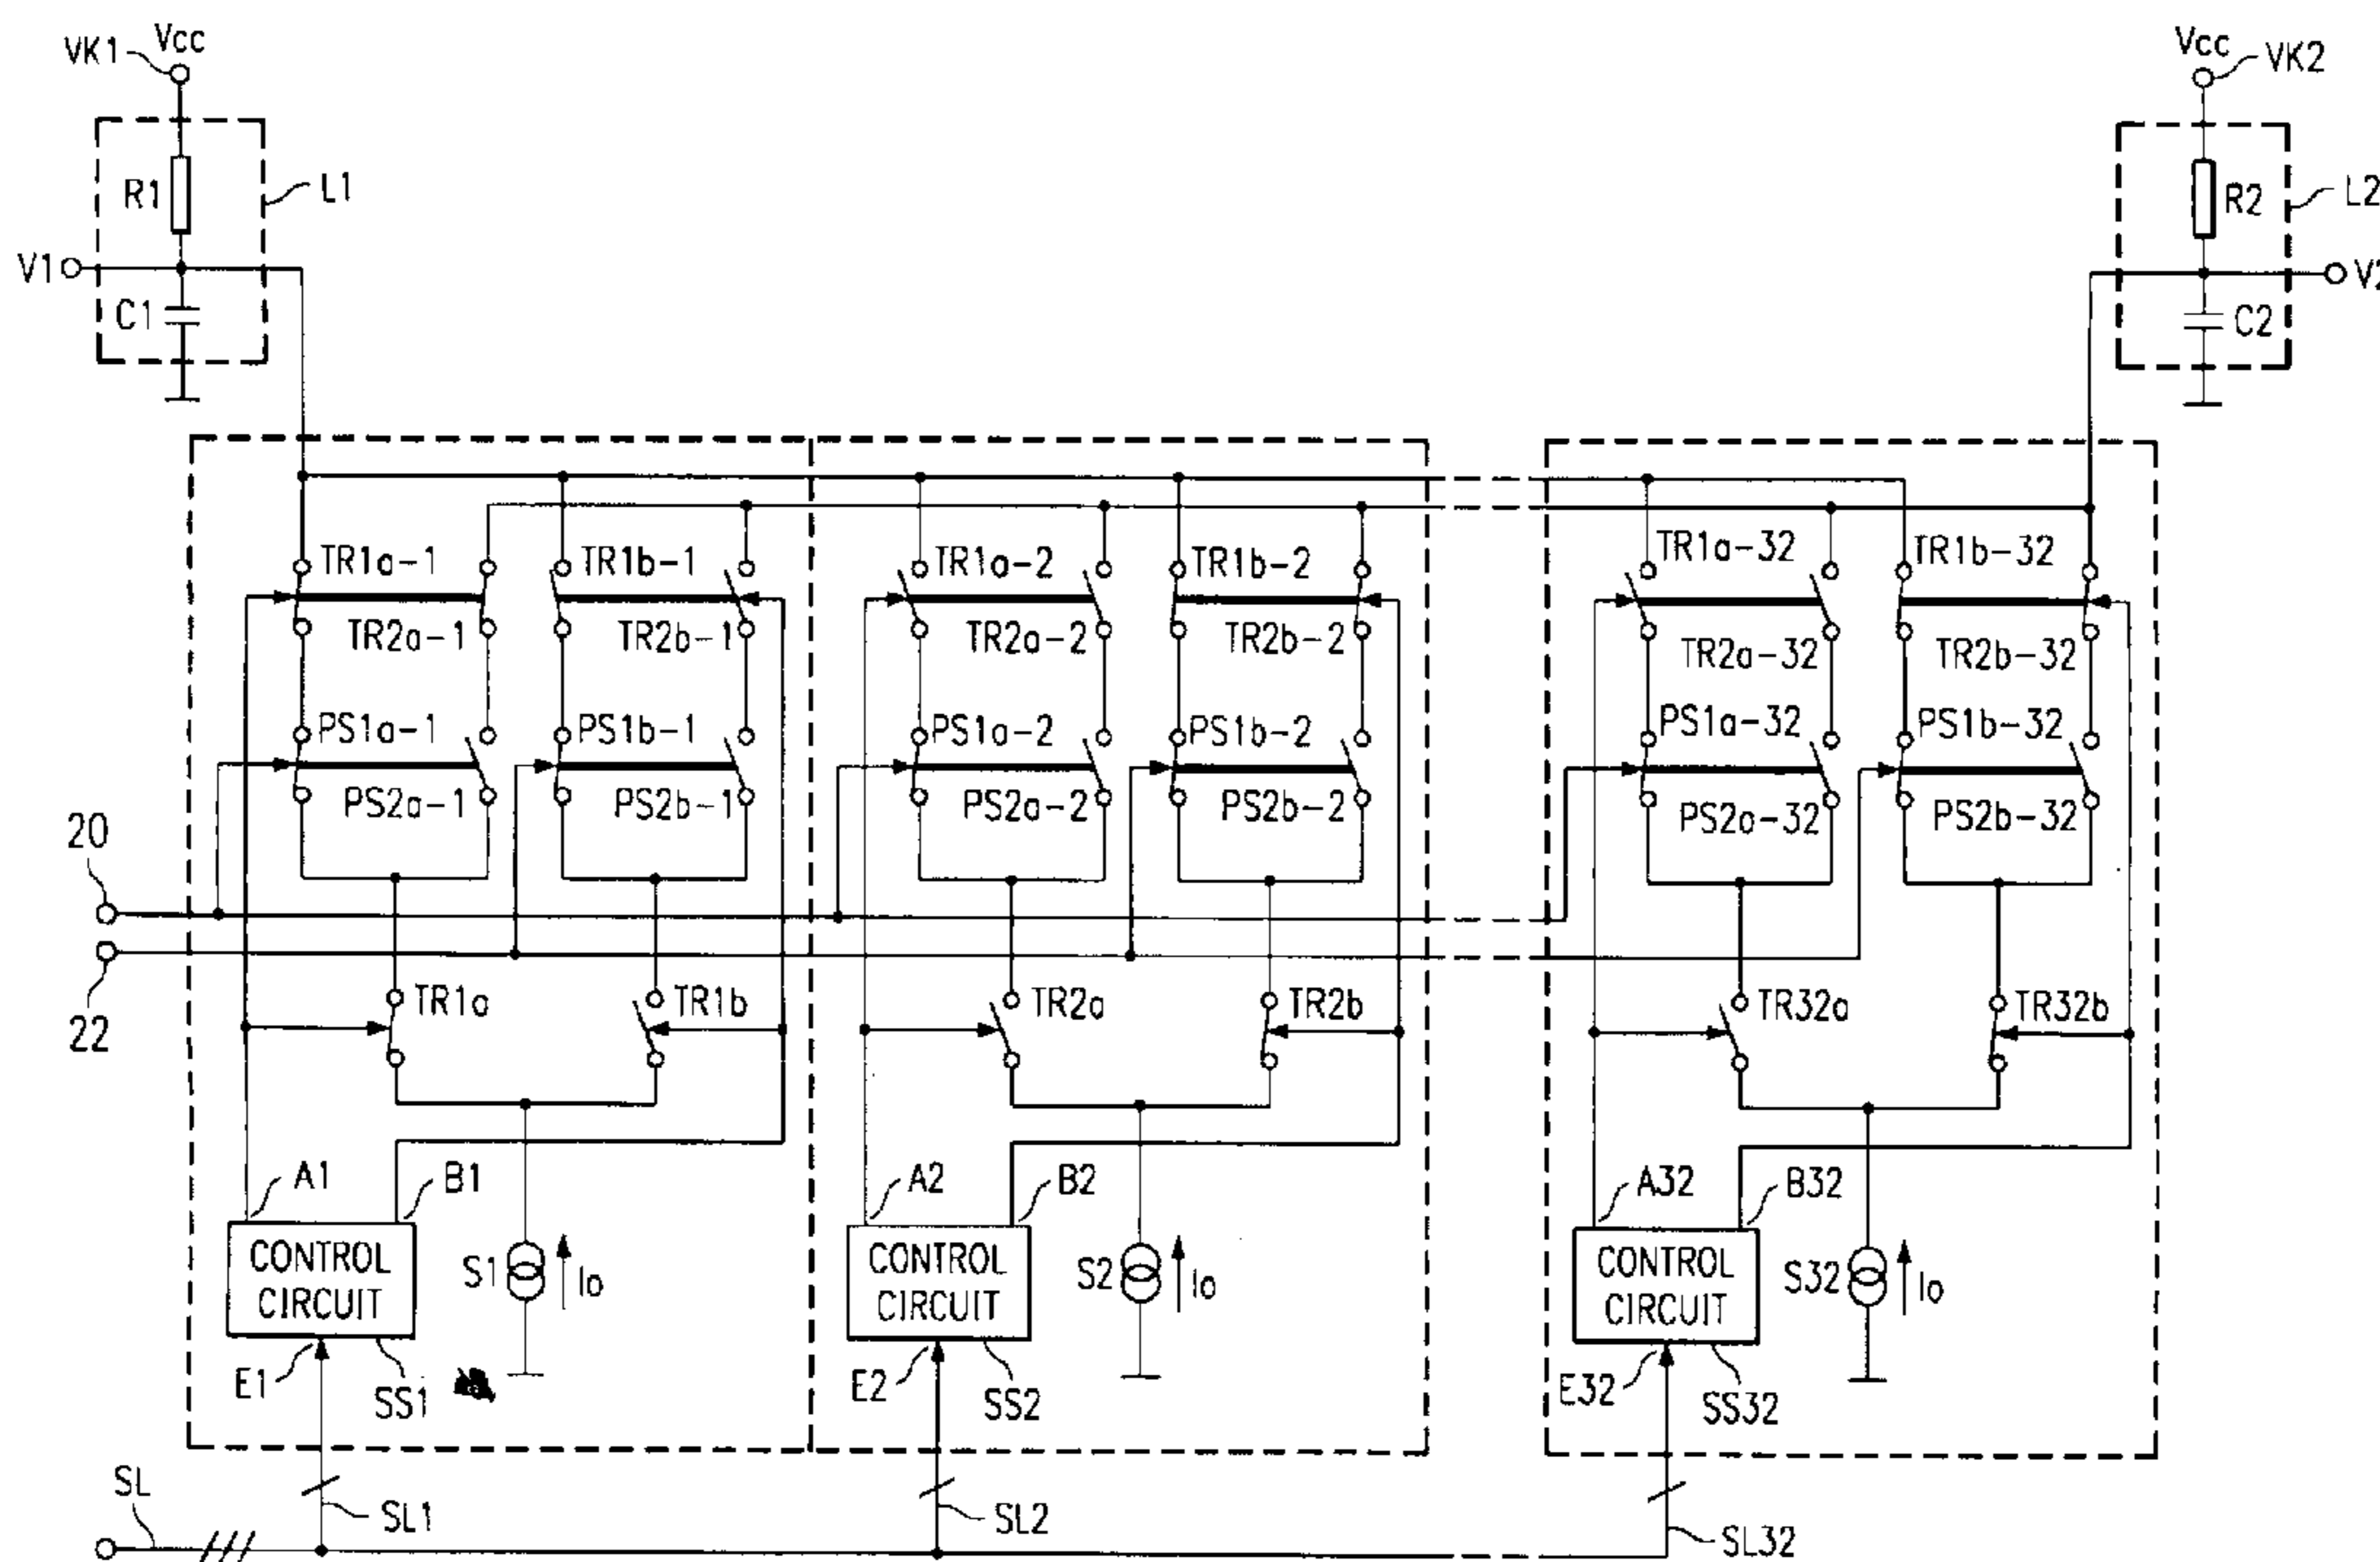 Vcc
VK1
Vcc
VK2
R1
L1
R2
L2
V1
C1
C2
TR1a-1
TR1b-1
TR1a-2
TR1b-2
TR1a-32
TR1b-32
TR2a-1
TR2b-1
TR2a-2
TR2b-2
TR2a-32
TR2b-32
PS1a-1
PS1b-1
PS1a-2
PS1b-2
PS1a-32
PS1b-32
PS2a-1
PS2b-1
PS2a-2
PS2b-2
PS2a-32
PS2b-32
20
22
TR1a
TR1b
TR2a
TR2b
TR32a
TR32b
A1
B1
A2
B2
A32
B32
CONTROL
CIRCUIT
S1
Io
CONTROL
CIRCUIT
S2
Io
CONTROL
CIRCUIT
S32
Io
E1
SS1
E2
SS2
E32
SS32
SL
SL1
SL2
SL32